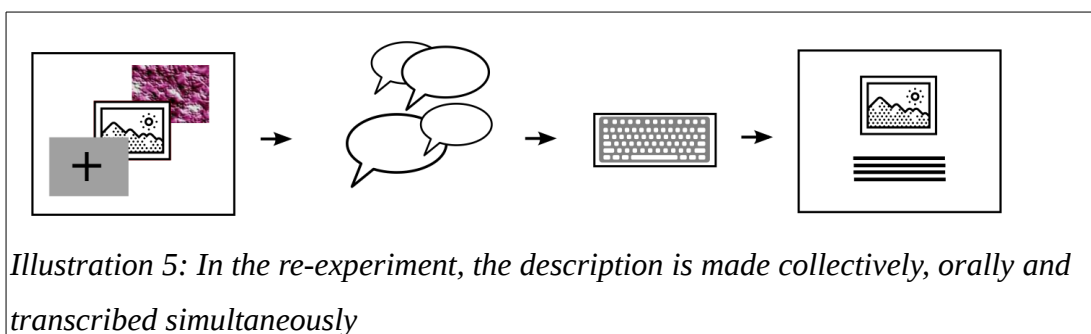 Illustration 5: In the re-experiment, the description is made collectively, orally and
transcribed simultaneously